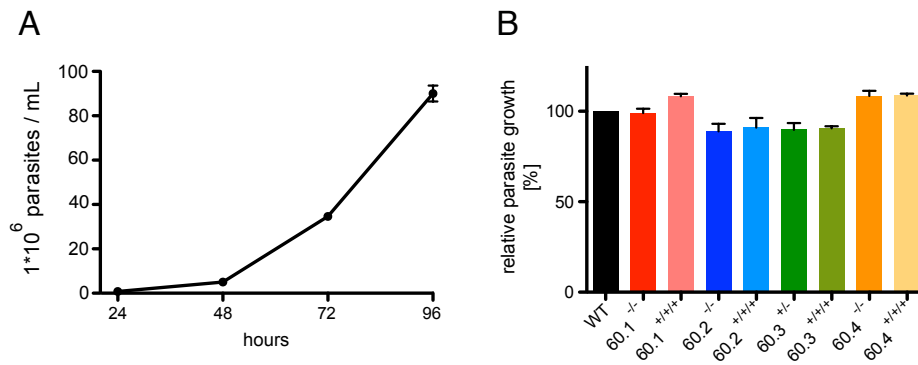 A
1*10^6 parasites / mL
100
80
60
40
20
0
24 48 72 96
hours
B
relative parasite growth
[%]
100
50
0
WT
60.1 -/-
60.1 +/+/+
60.2 -/-
60.2 +/+/+
60.3 +/-
60.3 +/+/+
60.4 -/-
60.4 +/+/+